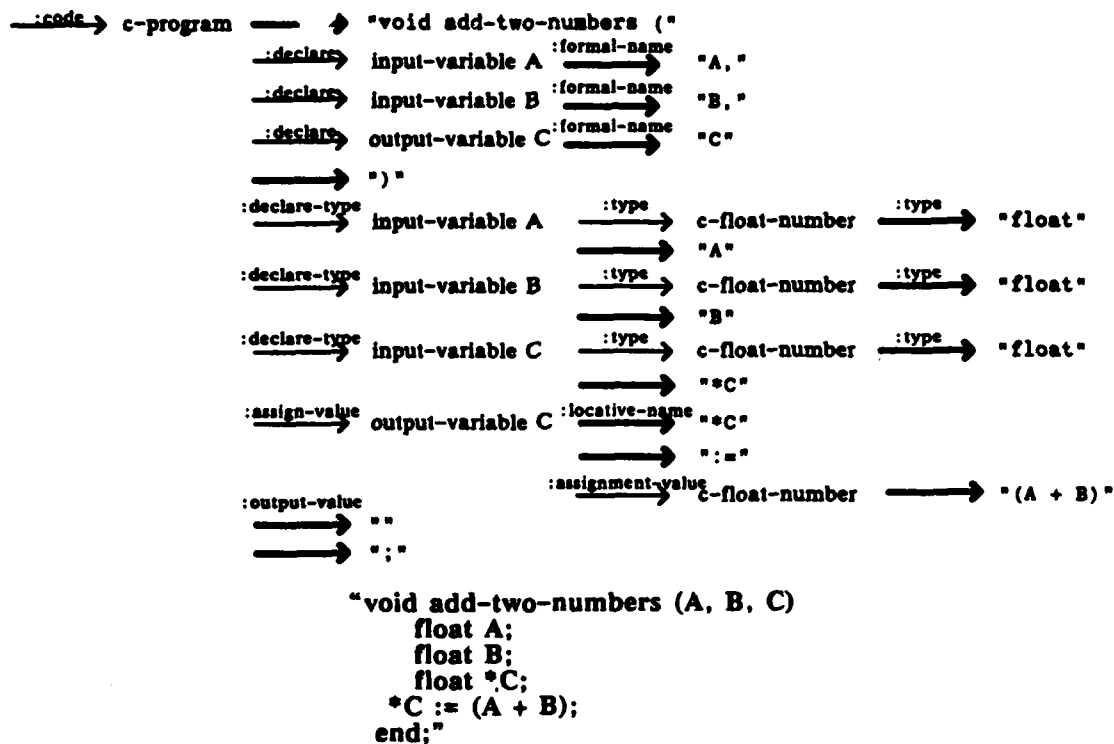 :code c-program "void add-two-numbers ("
:declare input-variable A :formal-name "A,"
:declare input-variable B :formal-name "B,"
:declare output-variable C :formal-name "C"
")"
:declare-type input-variable A :type c-float-number :type "float"
"A"
:declare-type input-variable B :type c-float-number :type "float"
"B"
:declare-type input-variable C :type c-float-number :type "float"
"*C"
:assign-value output-variable C :locative-name "*C"
":="
:assignment-value c-float-number "(A + B)"
:output-value ""
";"
"void add-two-numbers (A, B, C)
float A;
float B;
float *C;
*C := (A + B);
end;"